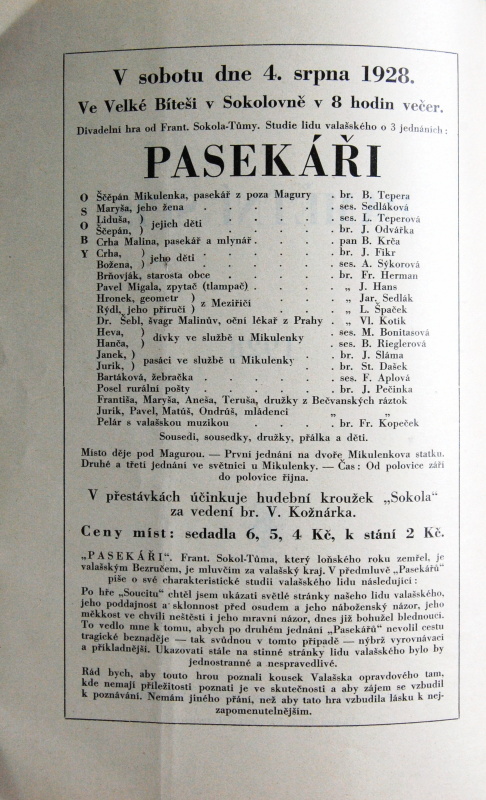 V sobotu dne 4. srpna 1928.
Ve Velké Bíteši v Sokolovně v 8 hodin večer.
Divadelní hra od Frant. Sokola-Tůmy. Studie lidu valašského o 3 jednáních:
PASEKÁŘI
OSOBY
Štěpán Mikulenka, pasekář z poza Magury . br. B. Tepera
Maryša, jeho žena . . . . . ses. Sedláková
Liduša, ) jejich děti . . . . ses. L. Teperová
Ščepán, ) br. J. Odvářka
Crha Malina, pasekář a mlynář . . . . pan B. Krča
Crha, ) jeho děti . . . . br. J. Fikr
Božena, ) ses. A. Sýkorová
Brňovják, starosta obce . . . . br. Fr. Herman
Pavel Migala, zpytač (tlampač) . . . . „ J. Hans
Hronek, geometr ) z Meziříčí . . . „ Jar. Sedlák
Rýdl, jeho příručí ) „ L. Špaček
Dr. Šebl, švagr Malinův, oční lékař z Prahy . „ Vl. Kotík
Heva, ) dívky ve službě u Mikulenky . . ses. M. Bonitasová
Hanča, ) ses. B. Rieglerová
Janek, ) pasáci ve službě u Mikulenky . . br. J. Sláma
Jurik, ) br. St. Dašek
Bartáková, žebračka . . . . . ses. F. Aplová
Posel rurální pošty . . . . . br. J. Pečinka
Františa, Maryša, Aneša, Teruša, družky z Bečvanských ráztok
Jurik, Pavel, Matúš, Ondrůš, mládenci „ „
Pelár s valašskou muzikou . . . . br. Fr. Kopeček
Sousedi, sousedky, družky, přálka a děti.
Místo děje pod Magurou. — První jednání na dvoře Mikulenkova statku.
Druhé a třetí jednání ve světnici u Mikulenky. — Čas: Od polovice září
do polovice října.
V přestávkách účinkuje hudební kroužek „Sokola“
za vedení br. V. Kožnárka.
Ceny míst: sedadla 6, 5, 4 Kč, k stání 2 Kč.
„PASEKÁŘI“. Frant. Sokol-Tůma, který loňského roku zemřel, je
valašským Bezručem, je mluvčím za valašský kraj. V předmluvě „Pasekářů“
píše o své charakteristické studii valašského lidu následující:
Po hře „Soucitu“ chtěl jsem ukázati světlé stránky našeho lidu valašského,
jeho poddajnost a sklonnost před osudem a jeho náboženský názor, jeho
měkkost ve chvíli neštěstí i jeho mravní názor, dnes již bohužel blednoucí.
To vedlo mne k tomu, abych po druhém jednání „Pasekářů“ nevolil cestu
tragické beznaděje — tak svůdnou v tomto případě — nýbrž vyrovnávací
a příkladnější. Ukazovati stále na stinné stránky lidu valašského bylo by
jednostranné a nespravedlivé.
Rád bych, aby touto hrou poznali kousek Valašska opravdového tam,
kde nemají příležitosti poznati je ve skutečnosti a aby zájem se vzbudil
k poznávání. Nemám jiného přání, než aby tato hra vzbudila lásku k nej-
zapomenutelnějším.